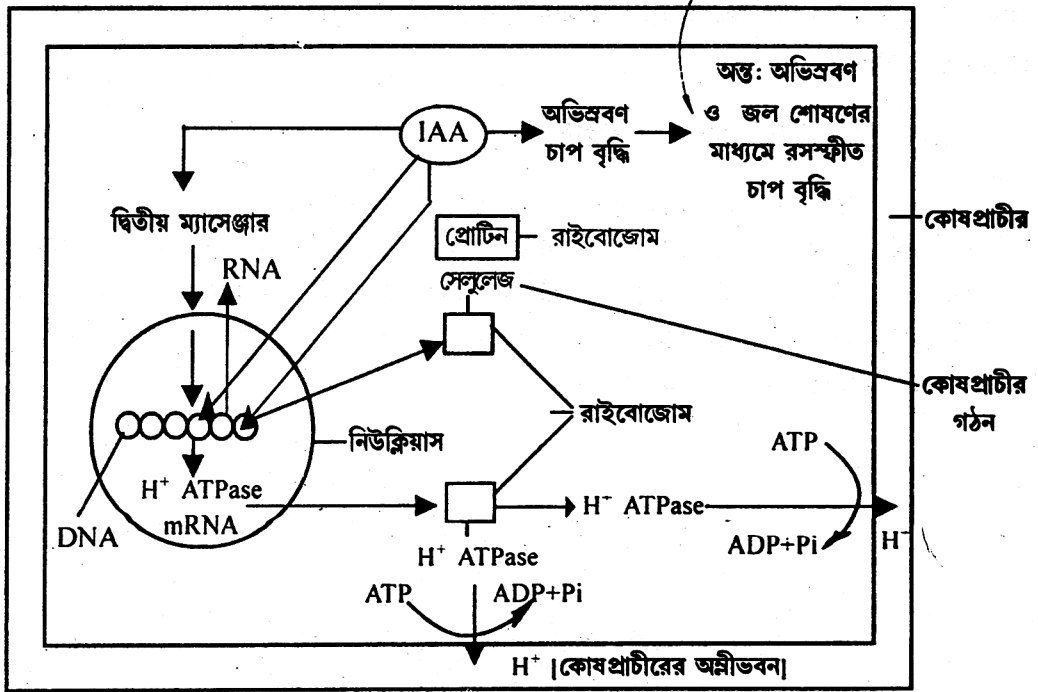 অন্ত: অভিস্রবণ
ও জল শোষণের
মাধ্যমে রসস্ফীত
চাপ বৃদ্ধি
IAA
অভিস্রবণ
চাপ বৃদ্ধি
দ্বিতীয় ম্যাসেঞ্জার
কোষপ্রাচীর
প্রোটিন
রাইবোজোম
RNA
সেলুলেজ
কোষপ্রাচীর
গঠন
রাইবোজোম
নিউক্লিয়াস
ATP
H⁺ ATPase
mRNA
H⁺ ATPase
DNA
ADP+Pi
H⁺
H⁺ ATPase
ATP
ADP+Pi
H⁺ [কোষপ্রাচীরের অম্লীভবন]